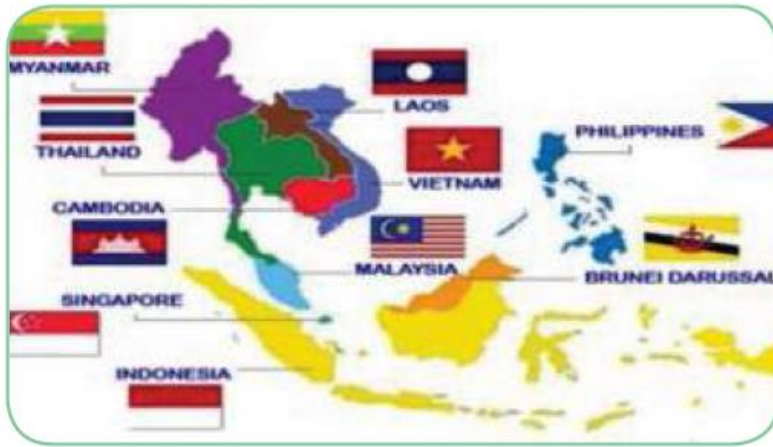 MYANMAR
LAOS
THAILAND
PHILIPPINES
VIETNAM
CAMBODIA
MALAYSIA
BRUNEI DARUSSAL
SINGAPORE
INDONESIA